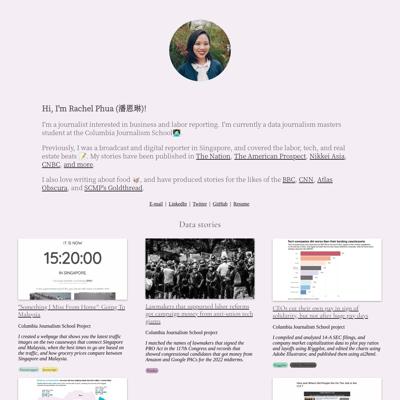 Hi, I'm Rachel Phua (潘恩琳)!
I'm a journalist interested in business and labor reporting. I'm currently a data journalism masters
student at the Columbia Journalism School
Previously, I was a broadcast and digital reporter in Singapore, and covered the labor, tech, and real
estate beats 📝. My stories have been published in The Nation, The American Prospect, Nikkei Asia,
CNBC, and more.
I also love writing about food, and have produced stories for the likes of the BBC, CNN, Atlas
Obscura, and SCMP's Goldthread.
E-mail | LinkedIn | Twitter | GitHub | Resume
Data stories
IT IS NOW
15:20:00
IN SINGAPORE.
"Something I Miss From Home": Going To
Malaysia
Columbia Journalism School Project
I created a webpage that shows you the latest traffic
images on the two causeways that connect Singapore
and Malaysia, when the best times to go are based on
the traffic, and how grocery prices compare between
Singapore and Malaysia.
Lawmakers that supported labor reforms
got campaign money from anti-union tech
giants
Columbia Journalism School project
I matched the names of lawmakers that signed the
PRO Act in the 117th Congress and records that
showed congressional candidates that got money from
Amazon and Google PACs for the 2022 midterms.
CEOs cut their own pay in sign of
solidarity, but not after huge pay days
Columbia Journalism School project
I compiled and analyzed 14-A SEC filings, and
market capitalization data to plot pay ratios
and layoffs using R/ggplot, and edited the charts using
Adobe Illustrator, and published them using ai2html.